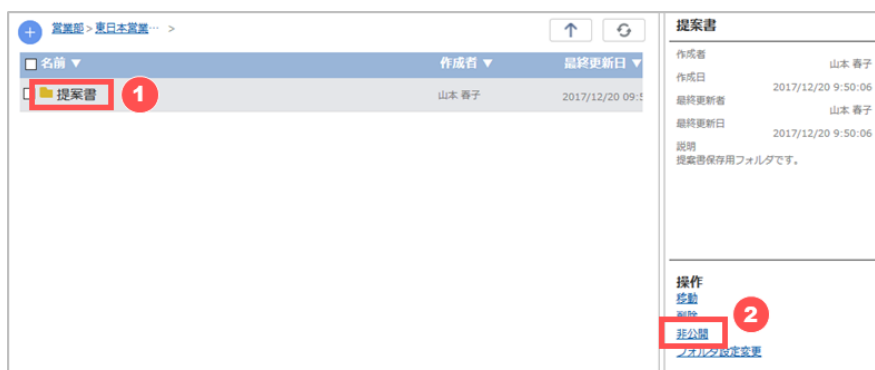 営業部 > 東日本営業… >
名前 ▼ 作成者 ▼ 最終更新日 ▼
提案書 1 山本 春子 2017/12/20 09:5
提案書
作成者
山本 春子
作成日
2017/12/20 9:50:06
最終更新者
山本 春子
最終更新日
2017/12/20 9:50:06
説明
提案書保存用フォルダです。
操作
移動
削除
2
非公開
フォルダ設定変更